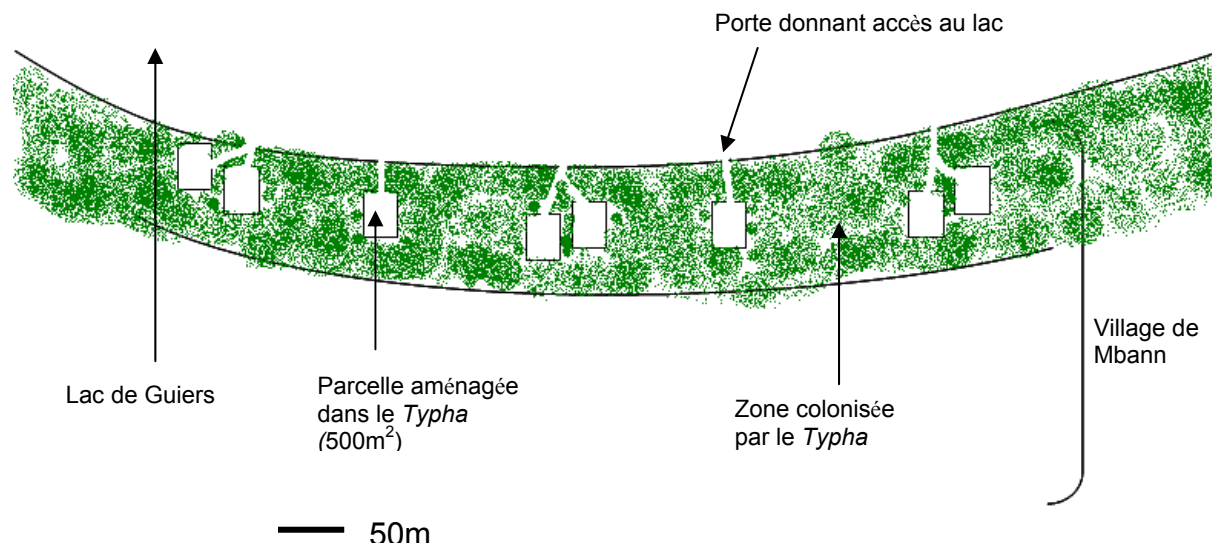 Porte donnant accès au lac
Village de
Mbann
Lac de Guiers
Parcelle aménagée
dans le Typha
(500m²)
Zone colonisée
par le Typha
50m